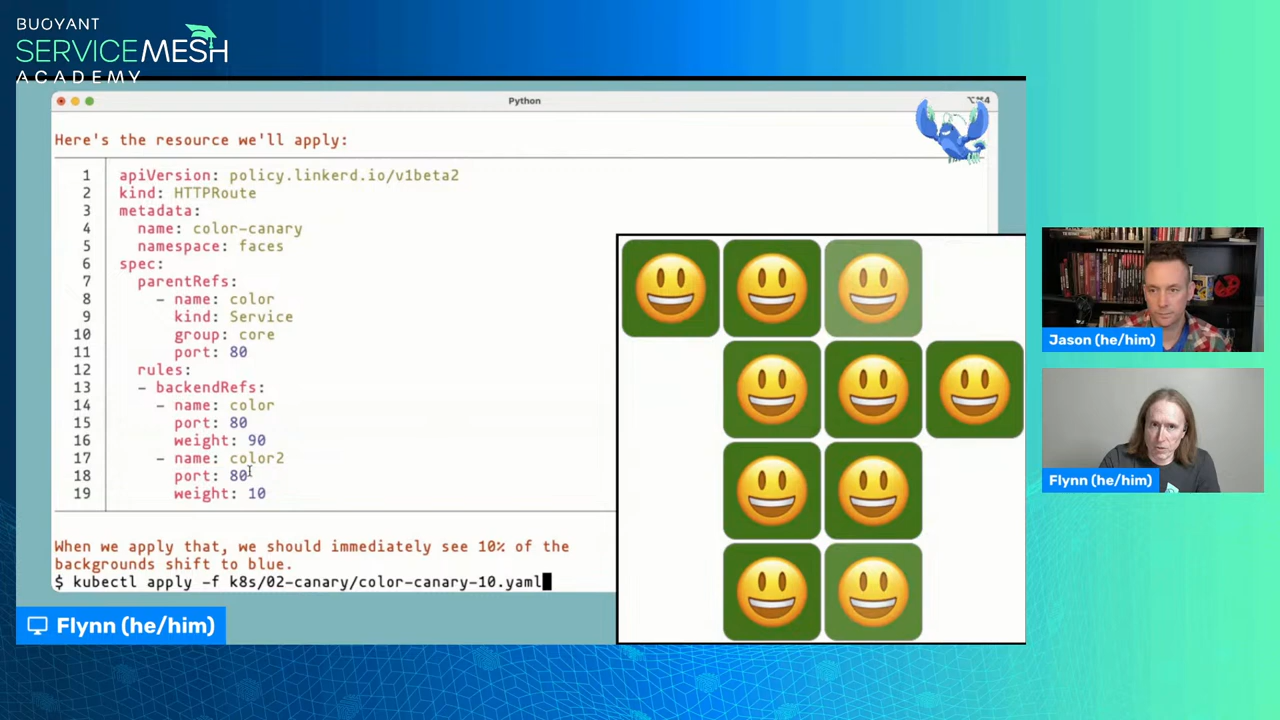 BUOYANT
SERVICEMESH
ACADEMY
Python
⌥⌘4
Here's the resource we'll apply:
1 apiVersion: policy.linkerd.io/v1beta2
2 kind: HTTPRoute
3 metadata:
4 name: color-canary
5 namespace: faces
6 spec:
7 parentRefs:
8 - name: color
9 kind: Service
10 group: core
11 port: 80
12 rules:
13 - backendRefs:
14 - name: color
15 port: 80
16 weight: 90
17 - name: color2
18 port: 80
19 weight: 10
When we apply that, we should immediately see 10% of the
backgrounds shift to blue.
$ kubectl apply -f k8s/02-canary/color-canary-10.yaml
Flynn (he/him)
Jason (he/him)
Flynn (he/him)